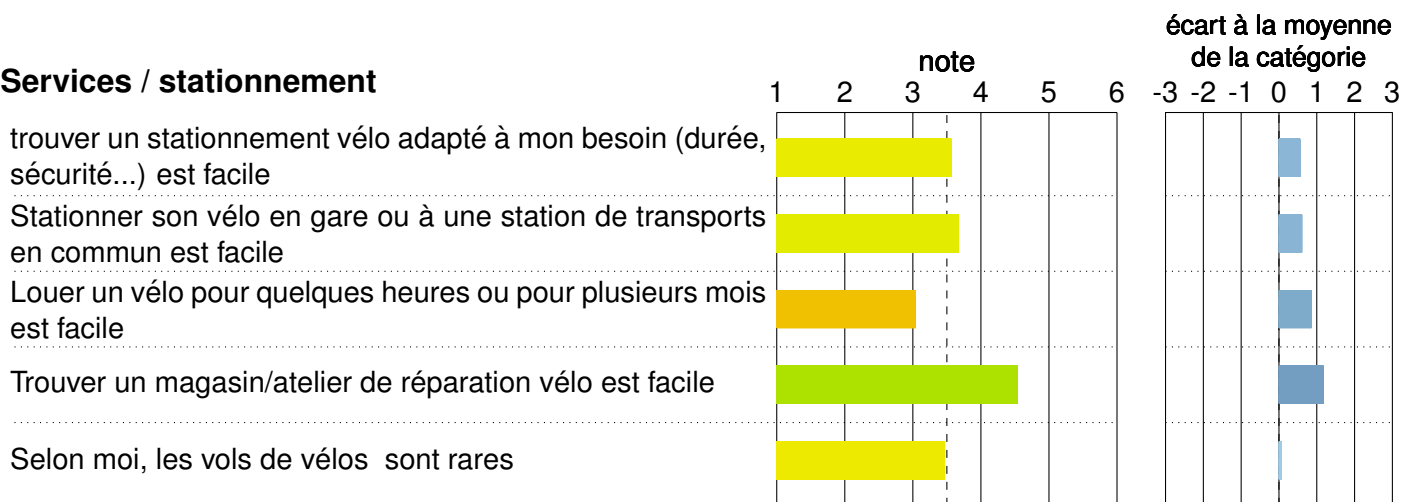 écart à la moyenne
note de la catégorie
Services / stationnement
1 2 3 4 5 6 -3 -2 -1 0 1 2 3
trouver un stationnement vélo adapté à mon besoin (durée,
sécurité...) est facile
Stationner son vélo en gare ou à une station de transports
en commun est facile
Louer un vélo pour quelques heures ou pour plusieurs mois
est facile
Trouver un magasin/atelier de réparation vélo est facile
Selon moi, les vols de vélos sont rares